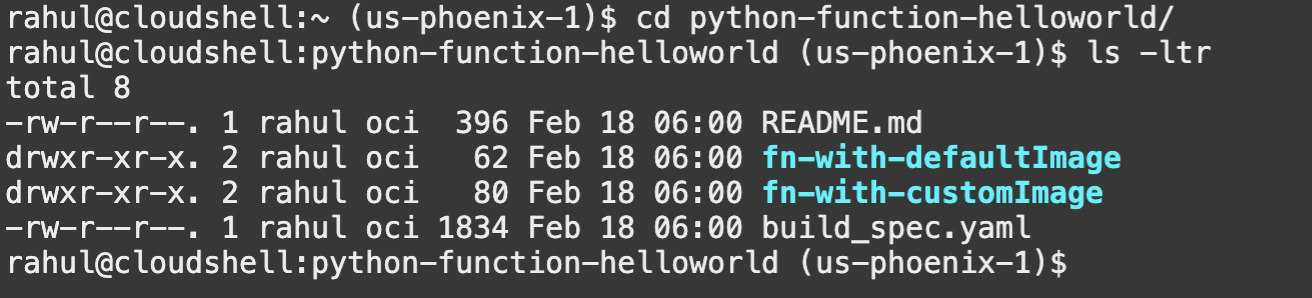 rahul@cloudshell:~ (us-phoenix-1)$ cd python-function-helloworld/
rahul@cloudshell:python-function-helloworld (us-phoenix-1)$ ls -ltr
total 8
-rw-r--r--. 1 rahul oci  396 Feb 18 06:00 README.md
drwxr-xr-x. 2 rahul oci   62 Feb 18 06:00 fn-with-defaultImage
drwxr-xr-x. 2 rahul oci   80 Feb 18 06:00 fn-with-customImage
-rw-r--r--. 1 rahul oci 1834 Feb 18 06:00 build_spec.yaml
rahul@cloudshell:python-function-helloworld (us-phoenix-1)$